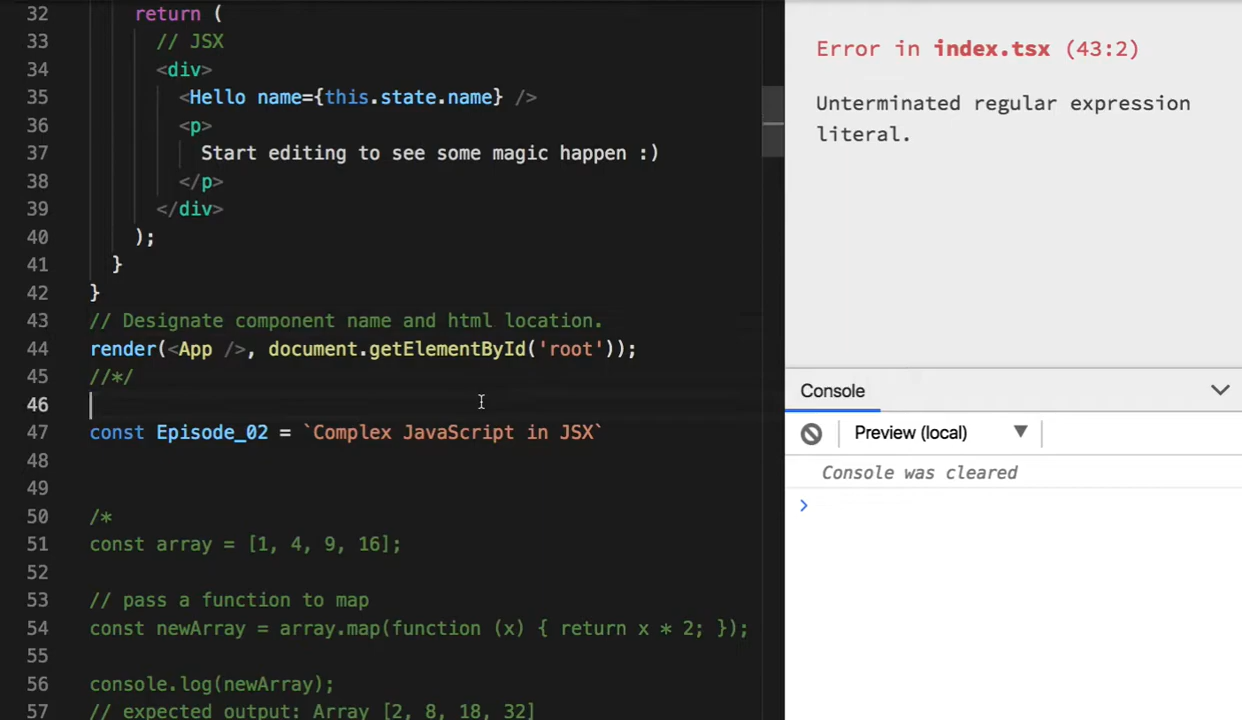 32 return (
33 // JSX
34 <div>
35 <Hello name={this.state.name} />
36 <p>
37 Start editing to see some magic happen :)
38 </p>
39 </div>
40 );
41 }
42 }
43 // Designate component name and html location.
44 render(<App />, document.getElementById('root'));
45 //*/
46
47 const Episode_02 = `Complex JavaScript in JSX`
48
49
50 /*
51 const array = [1, 4, 9, 16];
52
53 // pass a function to map
54 const newArray = array.map(function (x) { return x * 2; });
55
56 console.log(newArray);
57 // expected output: Array [2, 8, 18, 32]
Error in index.tsx (43:2)
Unterminated regular expression
literal.
Console
Preview (local)
Console was cleared
>